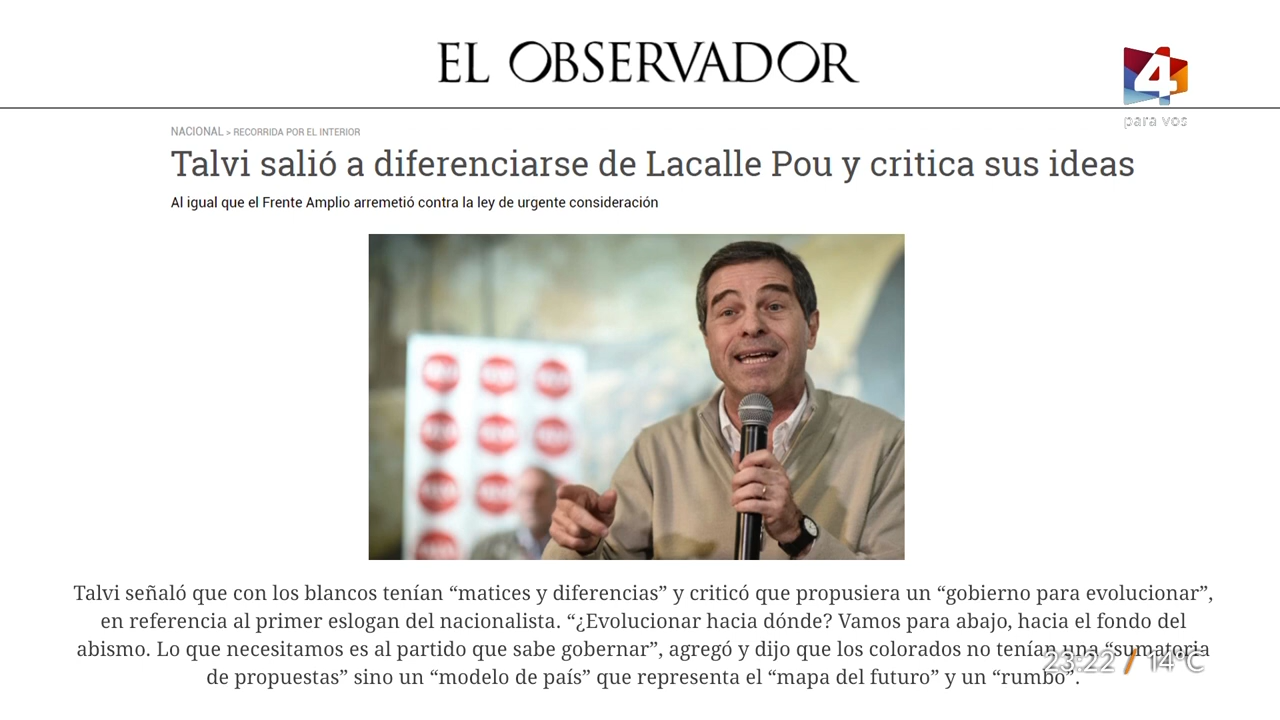 EL OBSERVADOR
4
para vos
NACIONAL > RECORRIDA POR EL INTERIOR
Talvi salió a diferenciarse de Lacalle Pou y critica sus ideas
Al igual que el Frente Amplio arremetió contra la ley de urgente consideración
Talvi señaló que con los blancos tenían “matices y diferencias” y criticó que propusiera un “gobierno para evolucionar”,
en referencia al primer eslogan del nacionalista. “¿Evolucionar hacia dónde? Vamos para abajo, hacia el fondo del
abismo. Lo que necesitamos es al partido que sabe gobernar”, agregó y dijo que los colorados no tenían una “sumatoria
de propuestas” sino un “modelo de país” que representa el “mapa del futuro” y un “rumbo”.
23:22 / 14°C